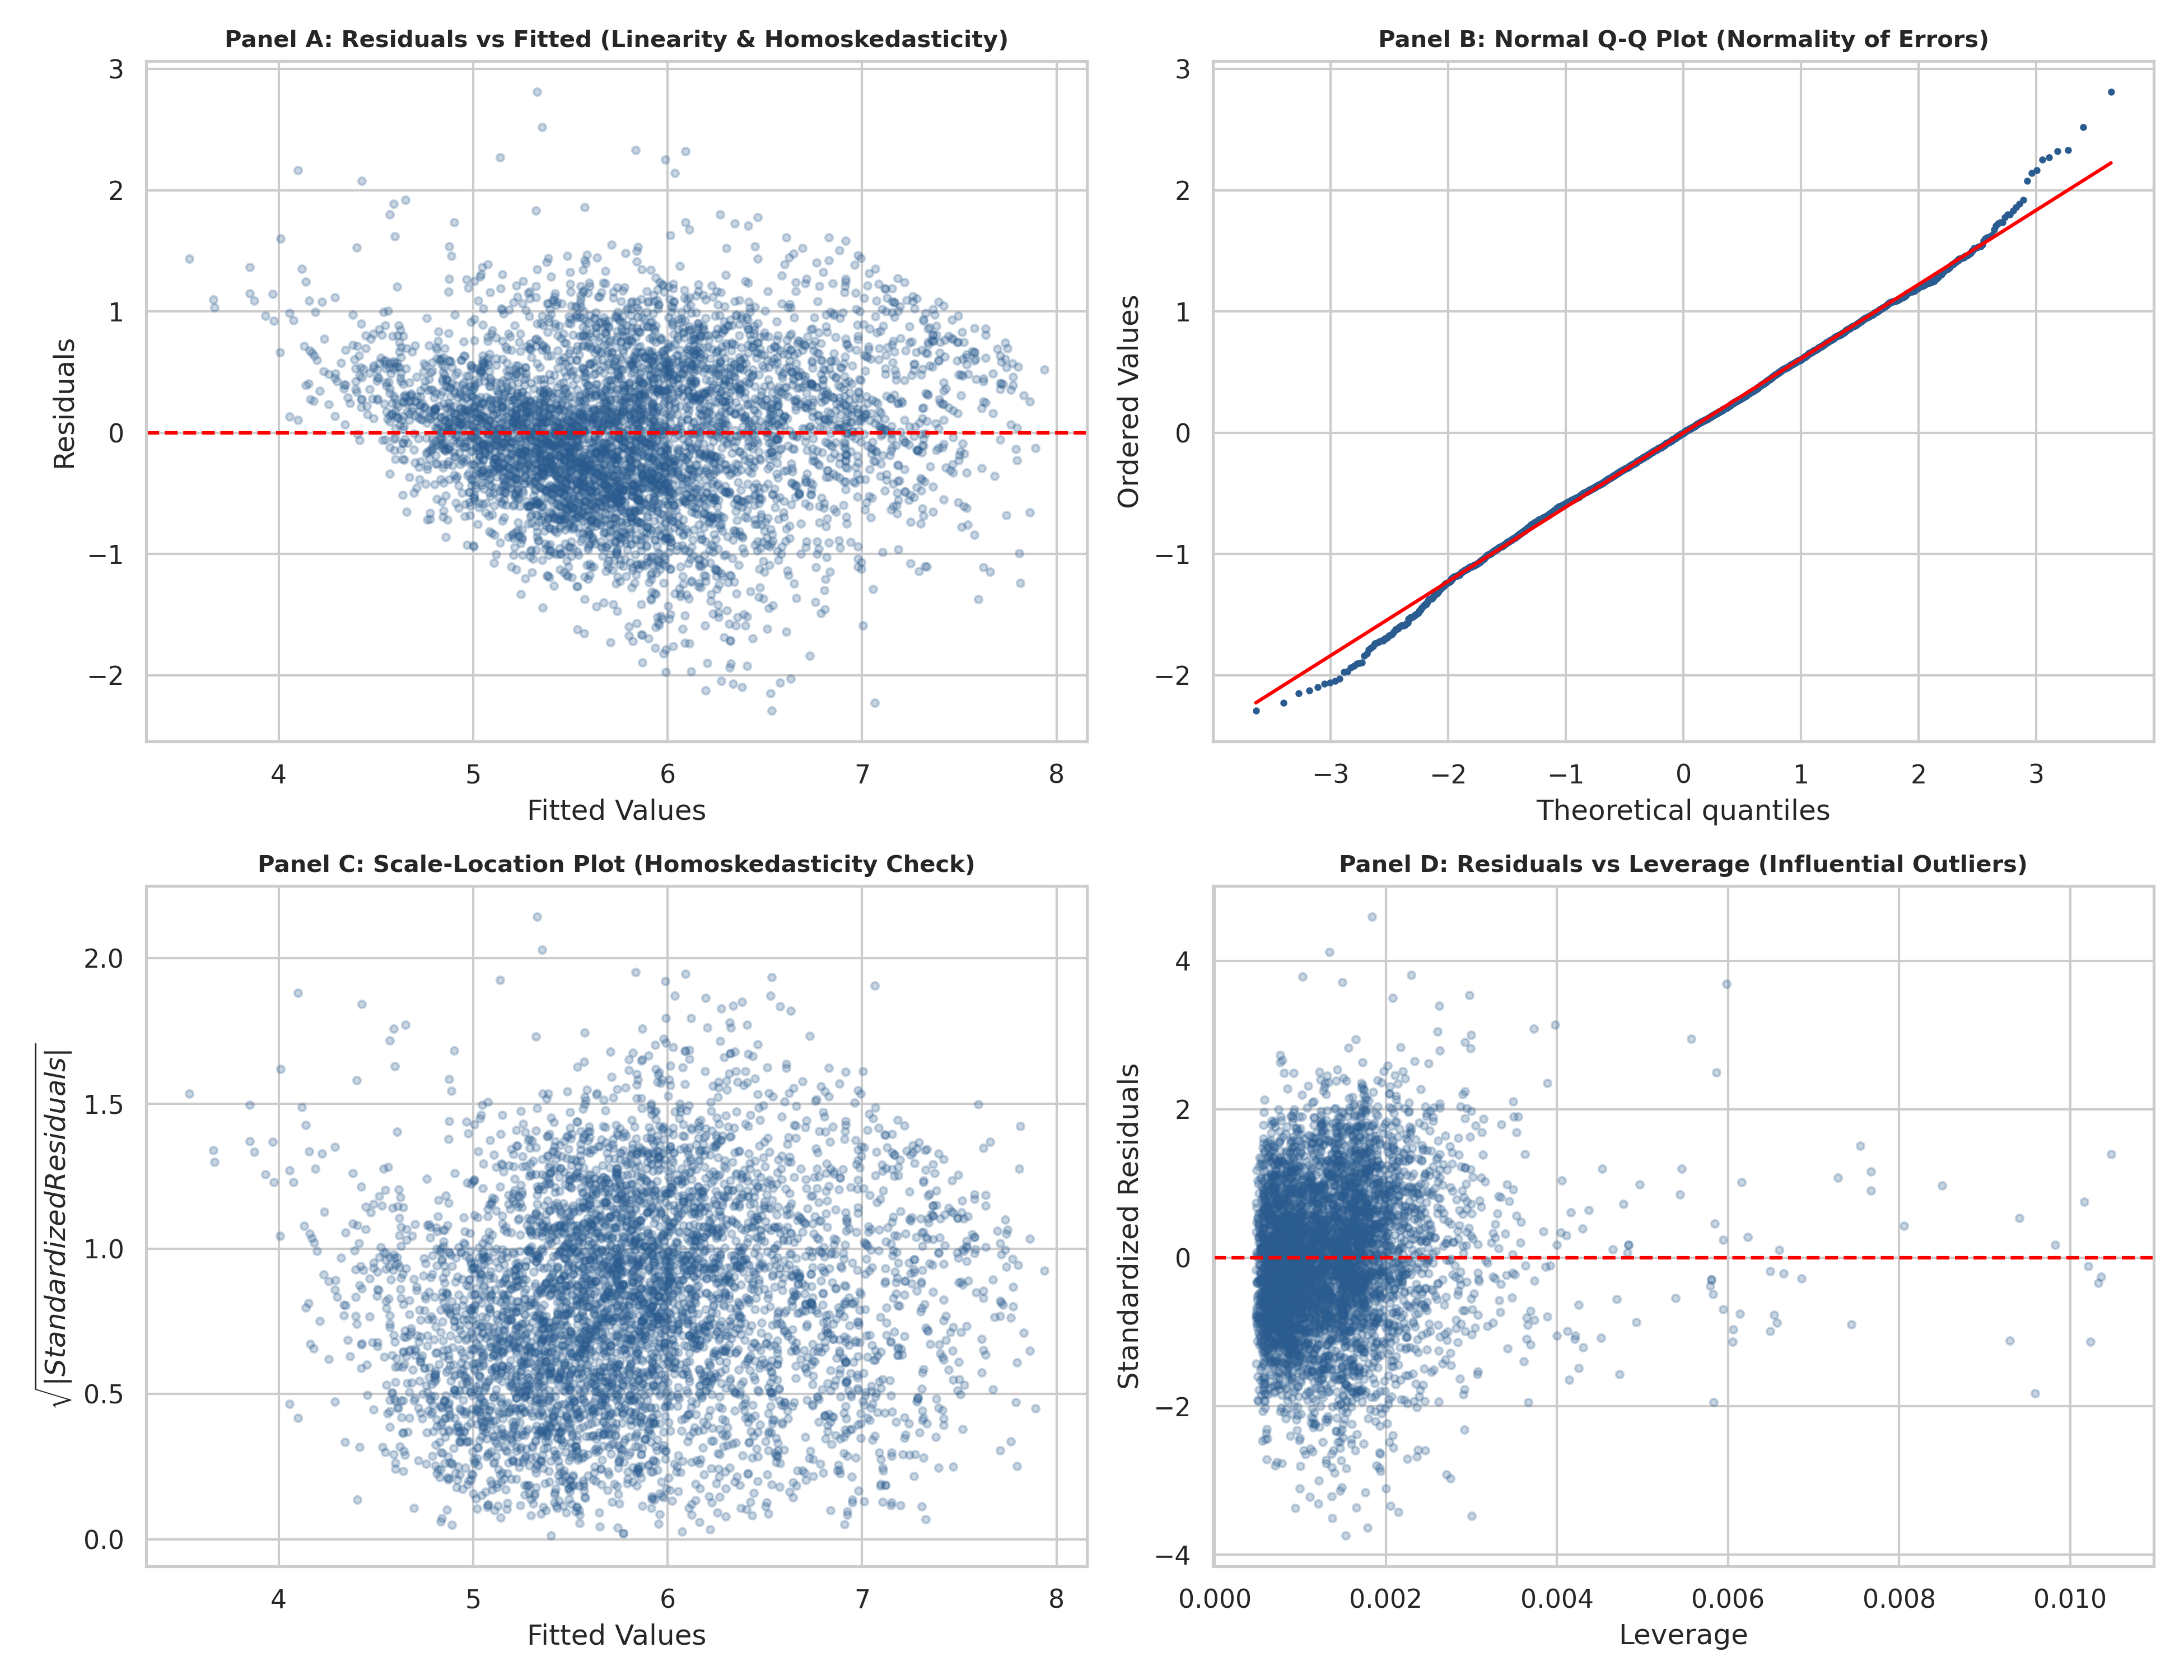 Panel A: Residuals vs Fitted (Linearity & Homoskedasticity)
3
2
1
0
−1
−2
Residuals
4 5 6 7 8
Fitted Values
Panel B: Normal Q-Q Plot (Normality of Errors)
3
2
1
0
−1
−2
Ordered Values
−3 −2 −1 0 1 2 3
Theoretical quantiles
Panel C: Scale-Location Plot (Homoskedasticity Check)
2.0
1.5
1.0
0.5
0.0
√|StandardizedResiduals|
4 5 6 7 8
Fitted Values
Panel D: Residuals vs Leverage (Influential Outliers)
4
2
0
−2
−4
Standardized Residuals
0.000 0.002 0.004 0.006 0.008 0.010
Leverage